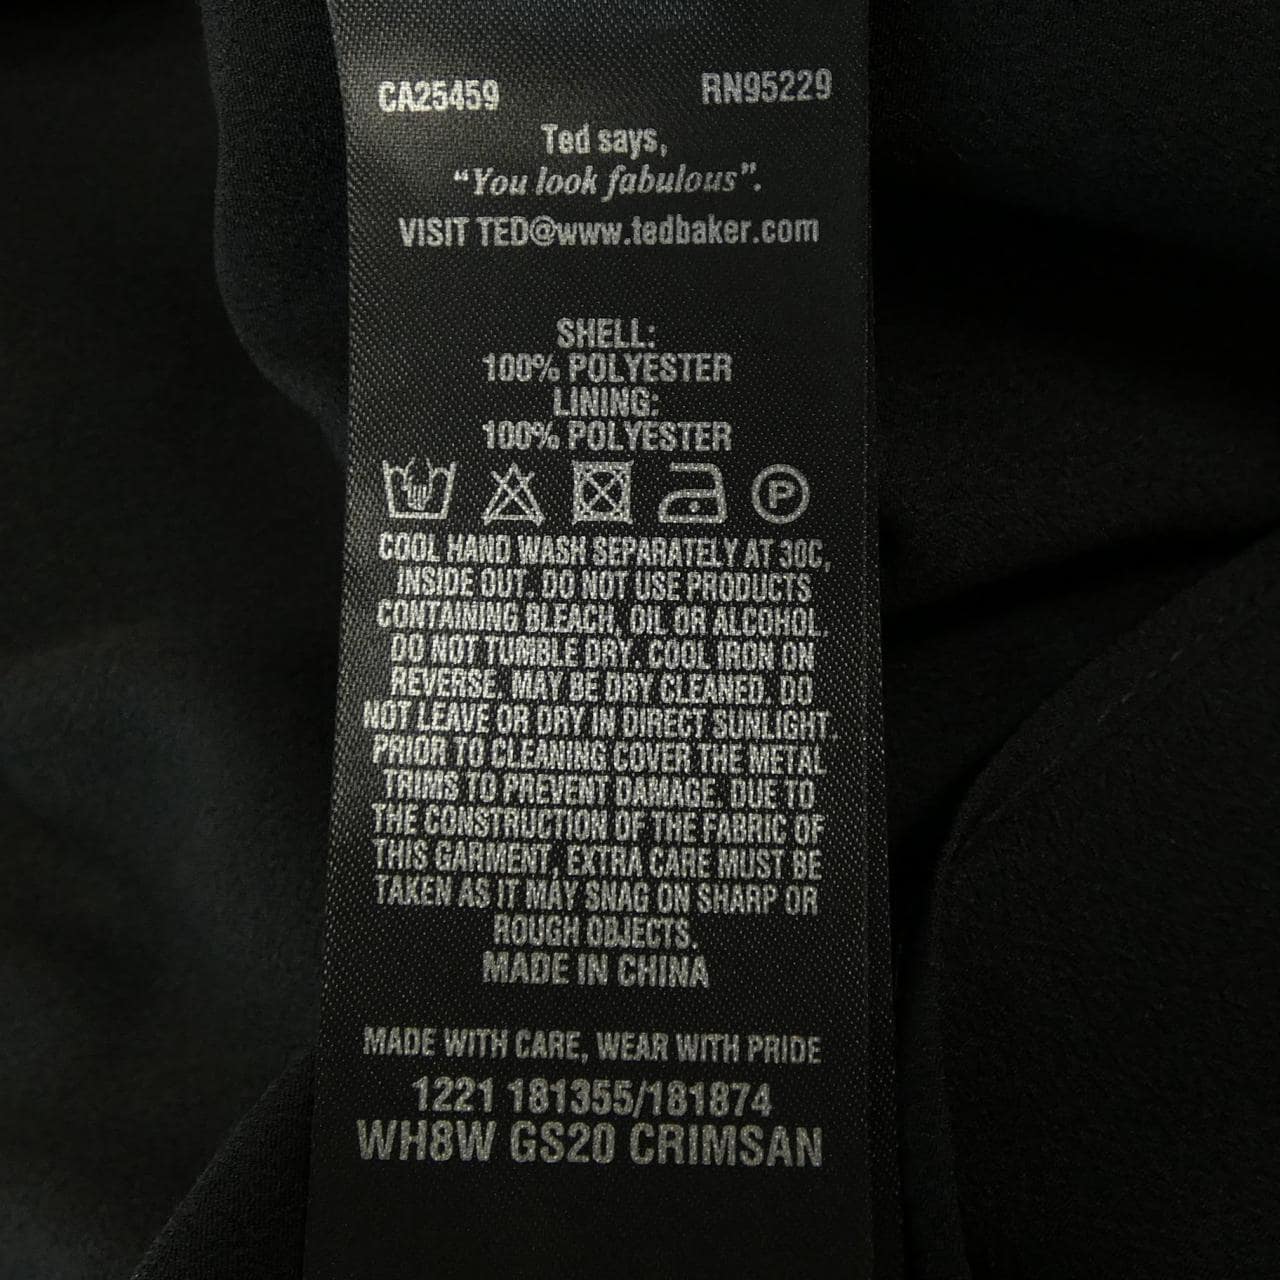 CA25459 RN95229
Ted says,
“You look fabulous”.
VISIT TED@www.tedbaker.com
SHELL:
100% POLYESTER
LINING:
100% POLYESTER
P
COOL HAND WASH SEPARATELY AT 30C,
INSIDE OUT. DO NOT USE PRODUCTS
CONTAINING BLEACH, OIL OR ALCOHOL.
DO NOT TUMBLE DRY. COOL IRON ON
REVERSE. MAY BE DRY CLEANED. DO
NOT LEAVE OR DRY IN DIRECT SUNLIGHT.
PRIOR TO CLEANING COVER THE METAL
TRIMS TO PREVENT DAMAGE. DUE TO
THE CONSTRUCTION OF THE FABRIC OF
THIS GARMENT, EXTRA CARE MUST BE
TAKEN AS IT MAY SNAG ON SHARP OR
ROUGH OBJECTS.
MADE IN CHINA
MADE WITH CARE, WEAR WITH PRIDE
1221 181355/181874
WH8W GS20 CRIMSAN